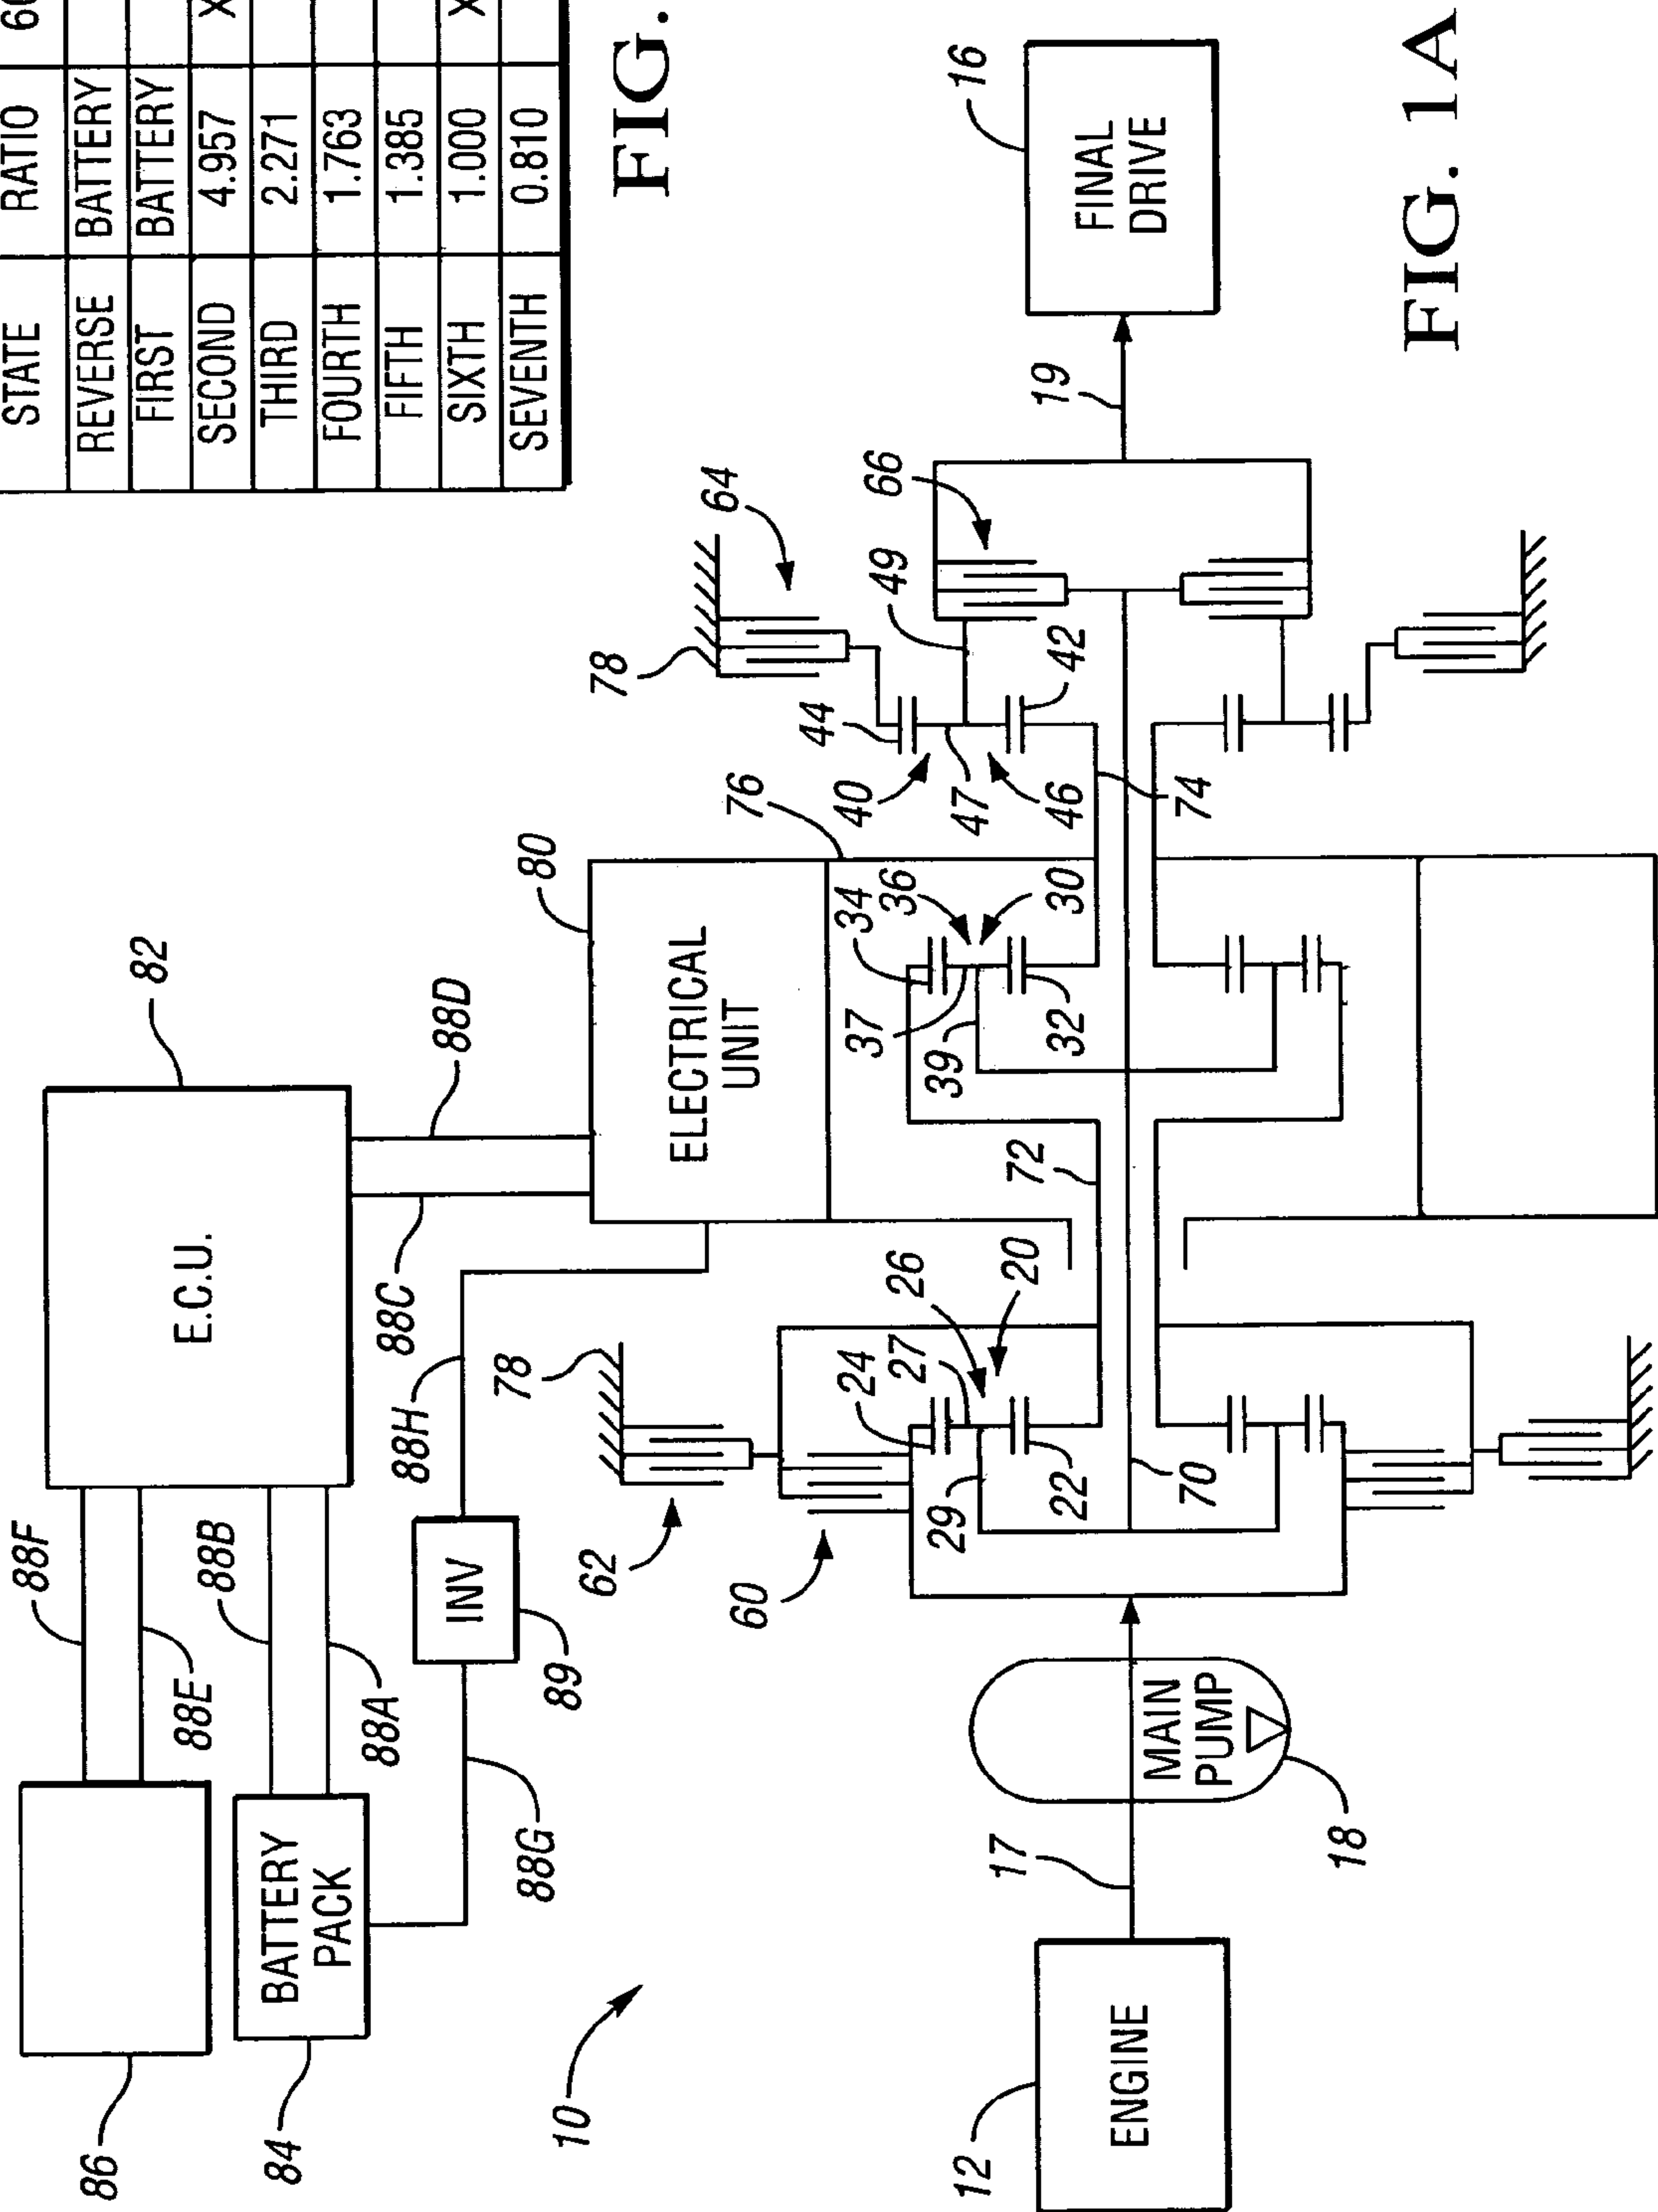 STATE RATIO 60
REVERSE BATTERY
FIRST BATTERY
SECOND 4.957 X
THIRD 2.271
FOURTH 1.763
FIFTH 1.385
SIXTH 1.000 X
SEVENTH 0.810
FIG.
86
88F
88E
84
BATTERY
PACK
88B
88A
E.C.U.
82
88G
INV
89
88H
88C
88D
10
62
78
60
ELECTRICAL
UNIT
80
76
78
64
24
27
26
20
29
22
72
70
34
36
37
30
39
32
44
40
47
46
42
49
66
74
12
ENGINE
17
MAIN
PUMP
18
19
FINAL
DRIVE
16
FIG. 1A